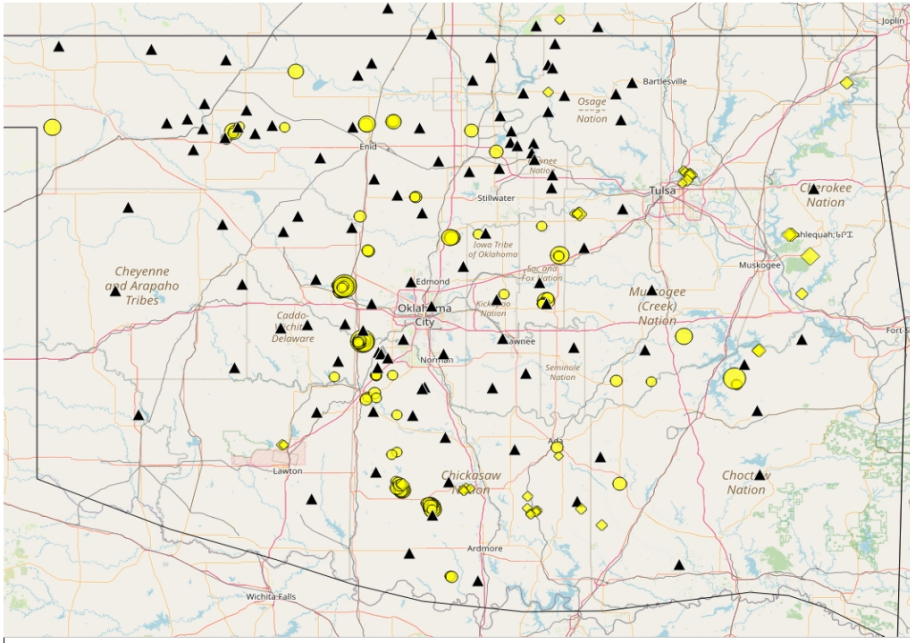 Joplin
Bartlesville
Osage
Nation
Enid
Stillwater
Tulsa
Cherokee
Nation
Iowa Tribe
of Oklahoma
Muskogee
Cheyenne
and Arapaho
Tribes
Edmond
Oklahoma
City
Muskogee
(Creek)
Nation
Caddo-
Delaware
Nation
Norman
Seminole
Nation
Ada
Lawton
Chickasaw
Nation
Choctaw
Nation
Ardmore
Wichita Falls